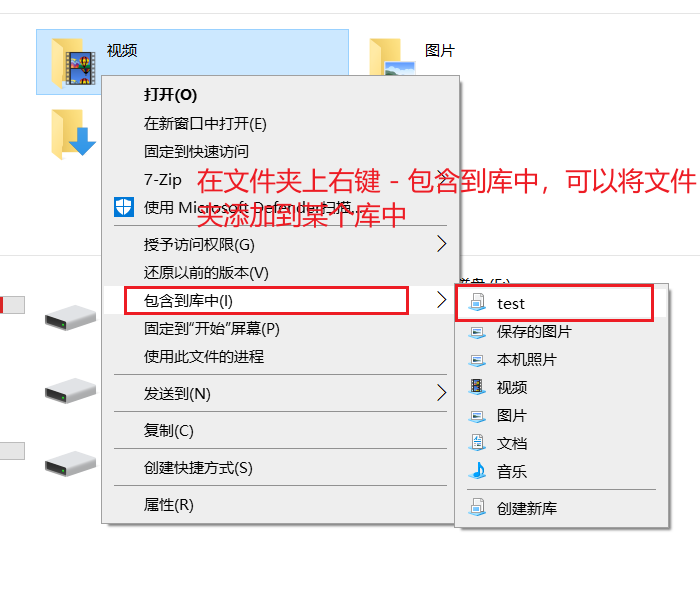 视频
图片
打开(O)
在新窗口中打开(E)
固定到快速访问
7-Zip
在文件夹上右键 - 包含到库中，可以将文件
夹添加到某个库中
使用 Microsoft Defender扫描...
授予访问权限(G)
还原以前的版本(V)
包含到库中(I)
固定到“开始”屏幕(P)
使用此文件的进程
发送到(N)
复制(C)
创建快捷方式(S)
属性(R)
test
保存的图片
本机照片
视频
图片
文档
音乐
创建新库